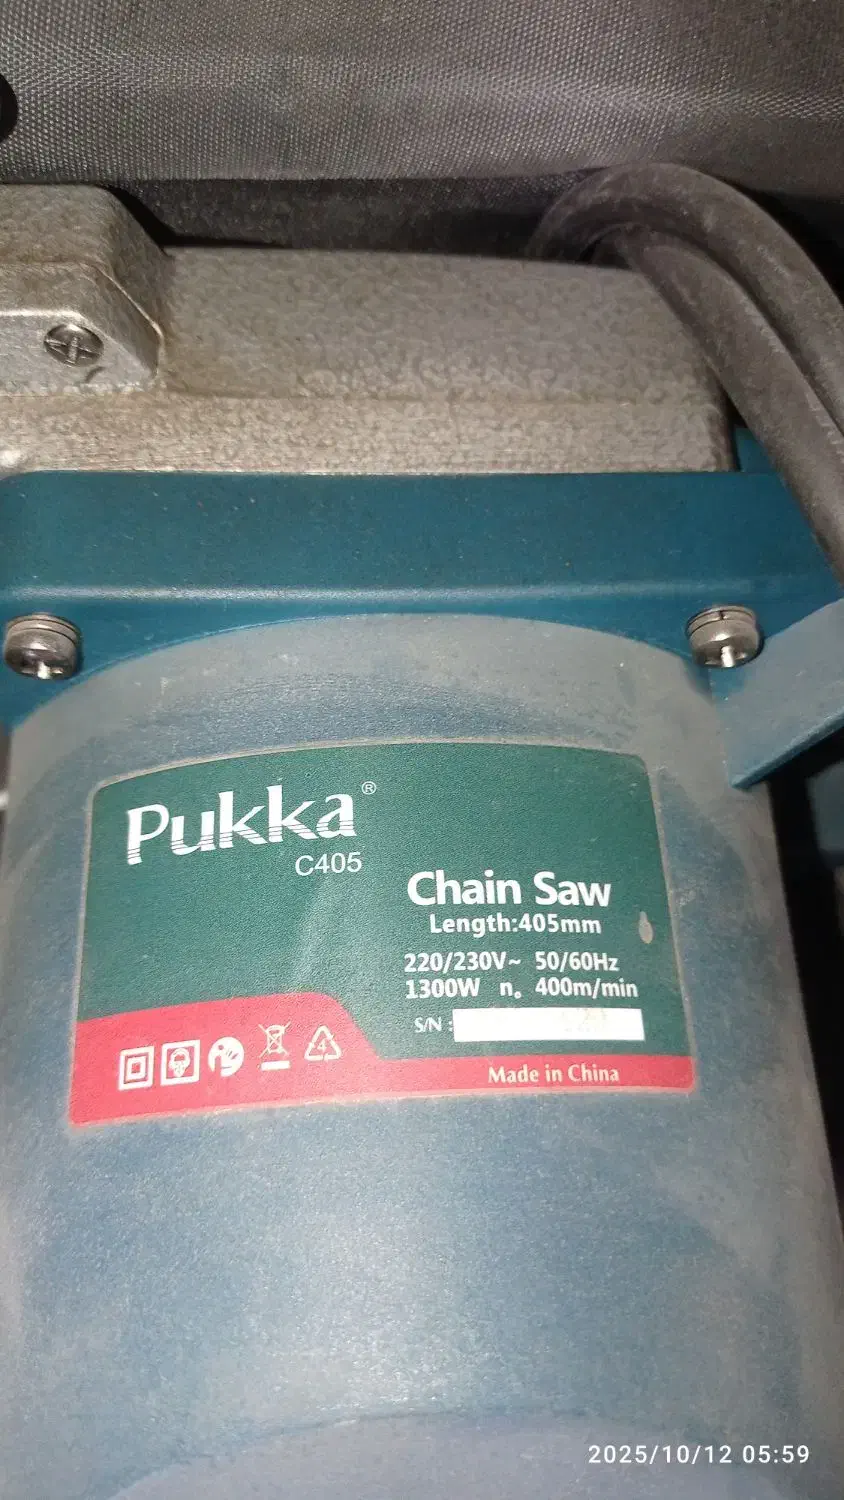 Pukka®
C405
Chain Saw
Length:405mm
220/230V~ 50/60Hz
1300W n。 400m/min
S/N :
4
Made in China
2025/10/12 05:59